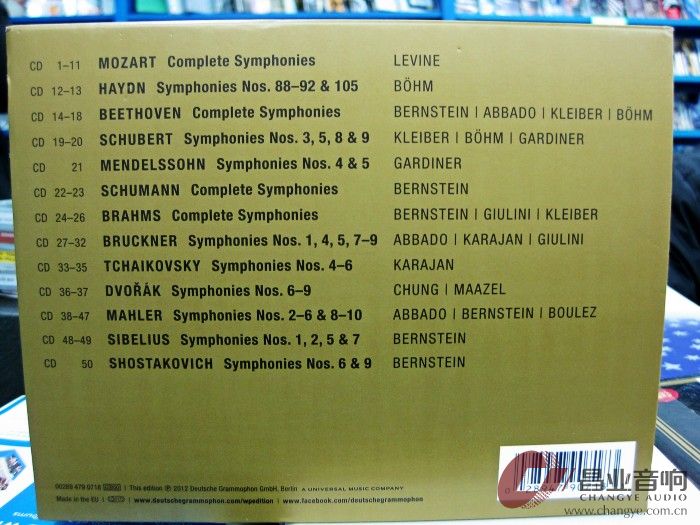 CD 1–11 MOZART Complete Symphonies LEVINE
CD 12–13 HAYDN Symphonies Nos. 88–92 & 105 BÖHM
CD 14–18 BEETHOVEN Complete Symphonies BERNSTEIN | ABBADO | KLEIBER | BÖHM
CD 19–20 SCHUBERT Symphonies Nos. 3, 5, 8 & 9 KLEIBER | BÖHM | GARDINER
CD 21 MENDELSSOHN Symphonies Nos. 4 & 5 GARDINER
CD 22–23 SCHUMANN Complete Symphonies BERNSTEIN
CD 24–26 BRAHMS Complete Symphonies BERNSTEIN | GIULINI | KLEIBER
CD 27–32 BRUCKNER Symphonies Nos. 1, 4, 5, 7–9 ABBADO | KARAJAN | GIULINI
CD 33–35 TCHAIKOVSKY Symphonies Nos. 4–6 KARAJAN
CD 36–37 DVOŘÁK Symphonies Nos. 6–9 CHUNG | MAAZEL
CD 38–47 MAHLER Symphonies Nos. 2–6 & 8–10 ABBADO | BERNSTEIN | BOULEZ
CD 48–49 SIBELIUS Symphonies Nos. 1, 2, 5 & 7 BERNSTEIN
CD 50 SHOSTAKOVICH Symphonies Nos. 6 & 9 BERNSTEIN
00289 479 0718 | This edition ℗ 2012 Deutsche Grammophon GmbH, Berlin A UNIVERSAL MUSIC COMPANY
Made in the EU | www.deutschegrammophon.com/wpedition | www.facebook.com/deutschegrammophon
昌业音响
CHANGYE AUDIO
www.changye.com.cn